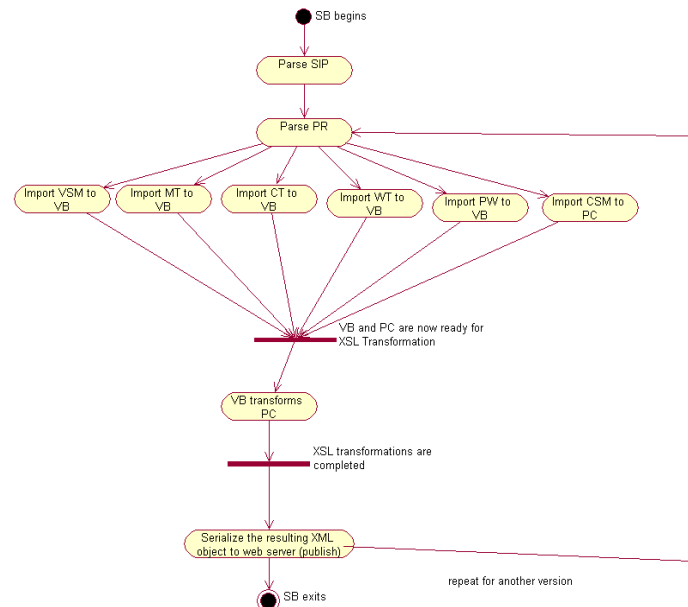 SB begins
Parse SIP
Parse PR
Import VSM to
VB
Import MT to
VB
Import CT to
VB
Import WT to
VB
Import PW to
VB
Import CSM to
PC
VB and PC are now ready for
XSL Transformation
VB transforms
PC
XSL transformations are
completed
Serialize the resulting XML
object to web server (publish)
repeat for another version
SB exits